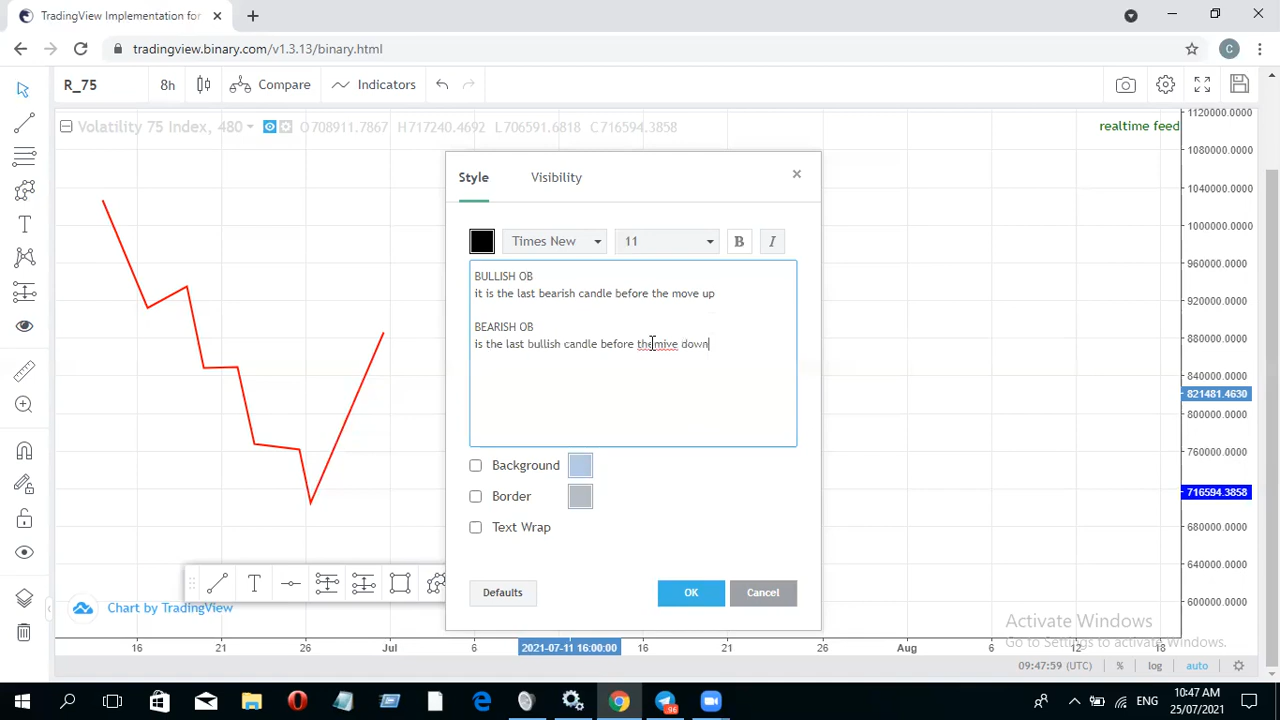 TradingView Implementation for
tradingview.binary.com/v1.3.13/binary.html
C
R_75
8h
Compare
Indicators
Volatility 75 Index, 480
O708911.7867 H717240.4692 L706591.6818 C716594.3858
realtime feed
1120000.0000
1080000.0000
1040000.0000
1000000.0000
960000.0000
920000.0000
880000.0000
840000.0000
821481.4630
800000.0000
760000.0000
716594.3858
680000.0000
640000.0000
600000.0000
Style
Visibility
Times New
11
B
I
BULLISH OB
it is the last bearish candle before the move up
BEARISH OB
is the last bullish candle before themive down
Background
Border
Text Wrap
Defaults
OK
Cancel
T
T
Chart by TradingView
Activate Windows
Go to Settings to activate Windows.
16
21
26
Jul
6
2021-07-11 16:00:00
16
21
26
Aug
6
12
18
09:47:59 (UTC)
%
log
auto
96
ENG
10:47 AM
25/07/2021